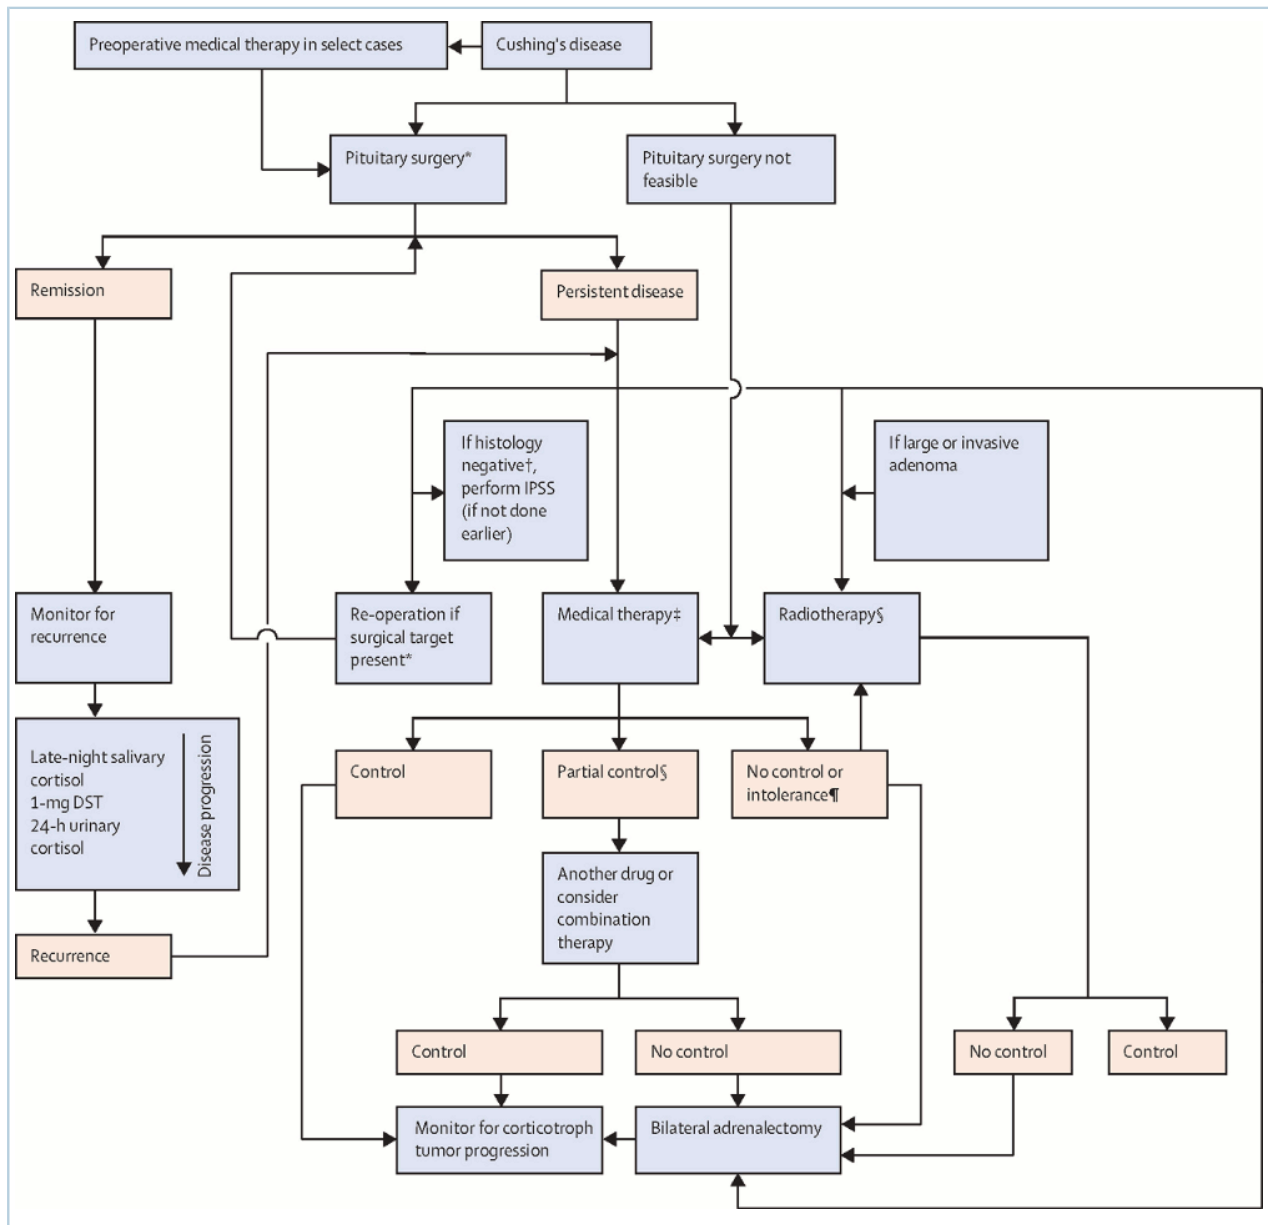 Preoperative medical therapy in select cases
Cushing's disease
Pituitary surgery*
Pituitary surgery not
feasible
Remission
Persistent disease
If histology
negative†,
perform IPSS
(if not done
earlier)
If large or invasive
adenoma
Monitor for
recurrence
Re-operation if
surgical target
present*
Medical therapy‡
Radiotherapy§
Late-night salivary
cortisol
1-mg DST
24-h urinary
cortisol
Disease progression
Control
Partial control§
No control or
intolerance¶
Another drug or
consider
combination
therapy
Recurrence
Control
No control
No control
Control
Monitor for corticotroph
tumor progression
Bilateral adrenalectomy